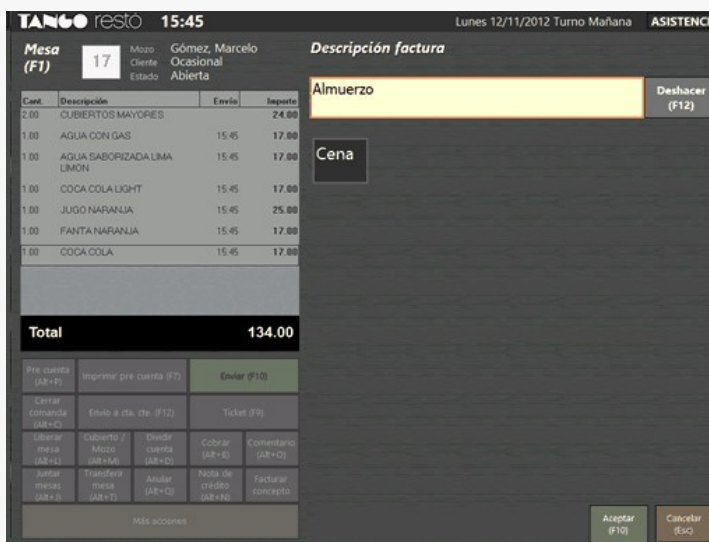 TANGO restó 15:45 Lunes 12/11/2012 Turno Mañana ASISTENCI
Mesa (F1)
17
Mozo Gómez, Marcelo
Cliente Ocasional
Estado Abierta
Descripción factura
Almuerzo
Deshacer (F12)
Cena
Cant. Descripción Envío Importe
2.00 CUBIERTOS MAYORES 24.00
1.00 AGUA CON GAS 15:45 17.00
1.00 AGUA SABORIZADA LIMA 15:45 17.00
LIMON
1.00 COCA COLA LIGHT 15:45 17.00
1.00 JUGO NARANJA 15:45 25.00
1.00 FANTA NARANJA 15:45 17.00
1.00 COCA COLA 15:45 17.00
Total 134.00
Pre cuenta (Alt+P)
Imprimir pre cuenta (F7)
Enviar (F10)
Cerrar comanda (Alt+C)
Envío a cta. cte. (F12)
Ticket (F9)
Liberar mesa (Alt+L)
Cubierto / Mozo (Alt+M)
Dividir cuenta (Alt+D)
Cobrar (Alt+E)
Comentario (Alt+O)
Juntar mesas (Alt+J)
Transferir mesa (Alt+T)
Anular (Alt+Q)
Nota de crédito (Alt+N)
Facturar concepto
Más acciones
Aceptar (F10)
Cancelar (Esc)